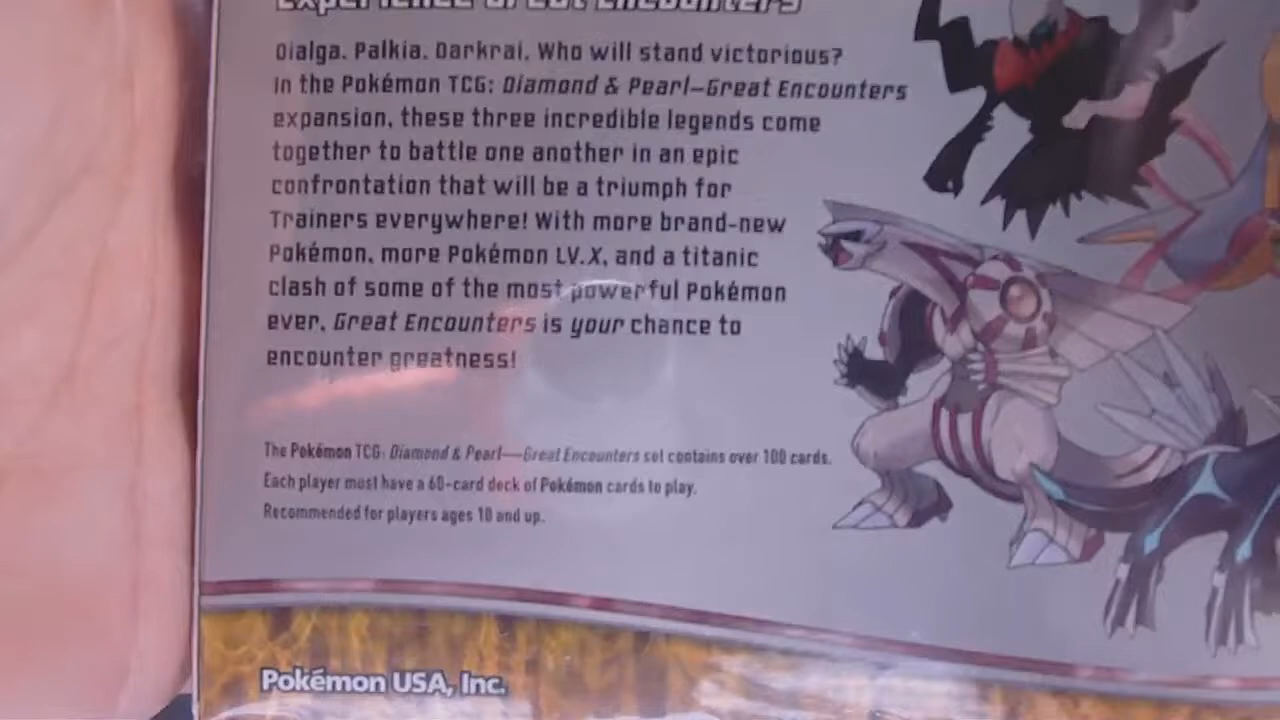 Experience Great Encounters
Dialga. Palkia. Darkrai. Who will stand victorious?
In the Pokémon TCG: Diamond & Pearl—Great Encounters
expansion, these three incredible legends come
together to battle one another in an epic
confrontation that will be a triumph for
Trainers everywhere! With more brand-new
Pokémon, more Pokémon LV.X, and a titanic
clash of some of the most powerful Pokémon
ever, Great Encounters is your chance to
encounter greatness!
The Pokémon TCG: Diamond & Pearl—Great Encounters set contains over 100 cards.
Each player must have a 60-card deck of Pokémon cards to play.
Recommended for players ages 10 and up.
Pokémon USA, Inc.